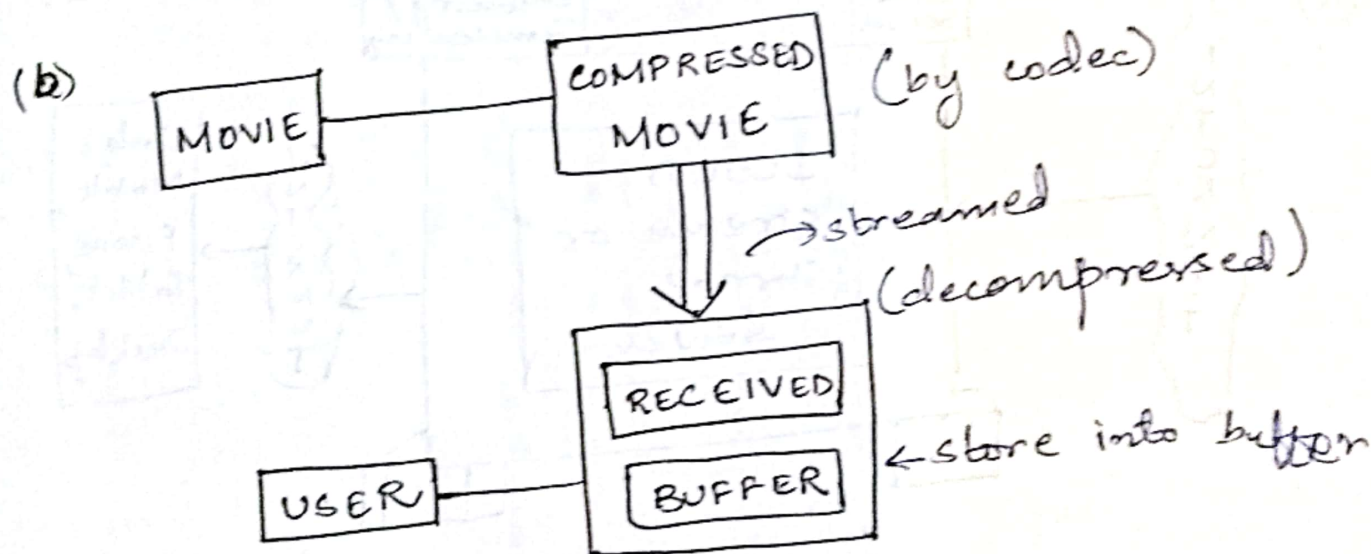 (b)
MOVIE
COMPRESSED
MOVIE
(by codec)
→streamed
(decompressed)
RECEIVED
BUFFER
←store into buffer
USER